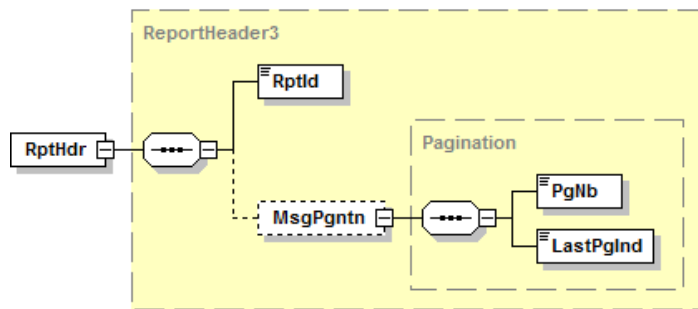 ReportHeader3
RptId
RptHdr
Pagination
PgNb
MsgPgntn
LastPgInd